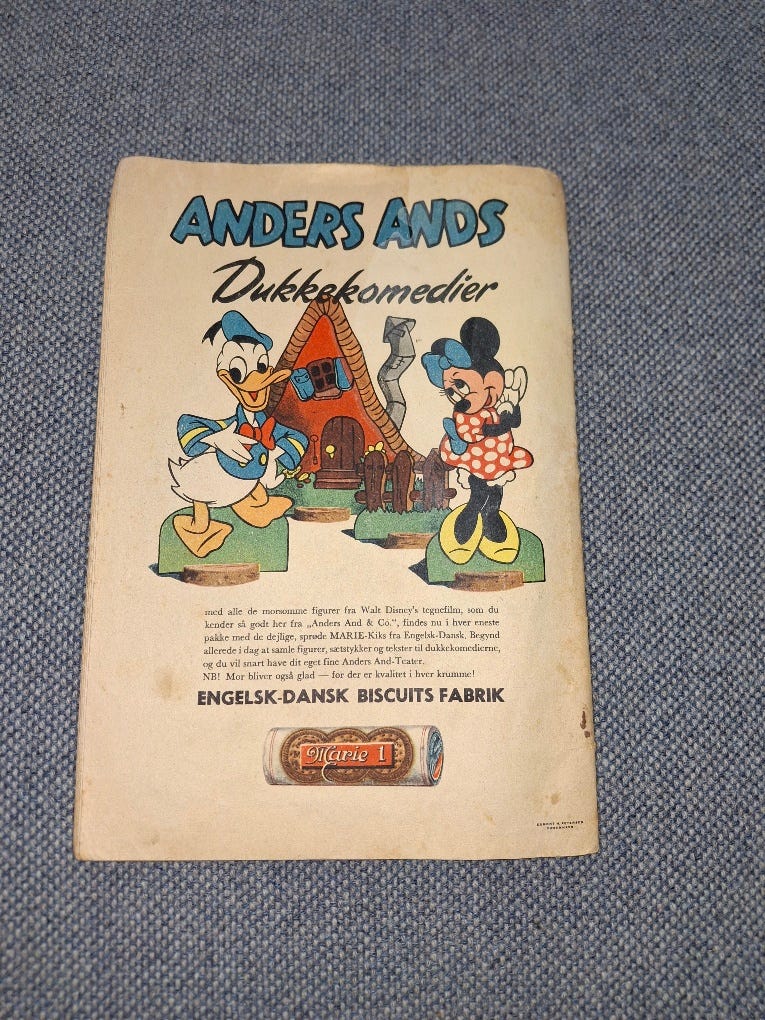 ANDERS ANDS
Dukkekomedier
med alle de morsomme figurer fra Walt Disney's tegnefilm, som du
kender så godt her fra „Anders And & Co.", findes nu i hver eneste
pakke med de dejlige, sprøde MARIE-Kiks fra Engelsk-Dansk. Begynd
allerede i dag at samle figurer, sætstykker og tekster til dukkekomedierne,
og du vil snart have dit eget fine Anders And-Teater.
NB! Mor bliver også glad — for der er kvalitet i hver krumme!
ENGELSK-DANSK BISCUITS FABRIK
Marie 1